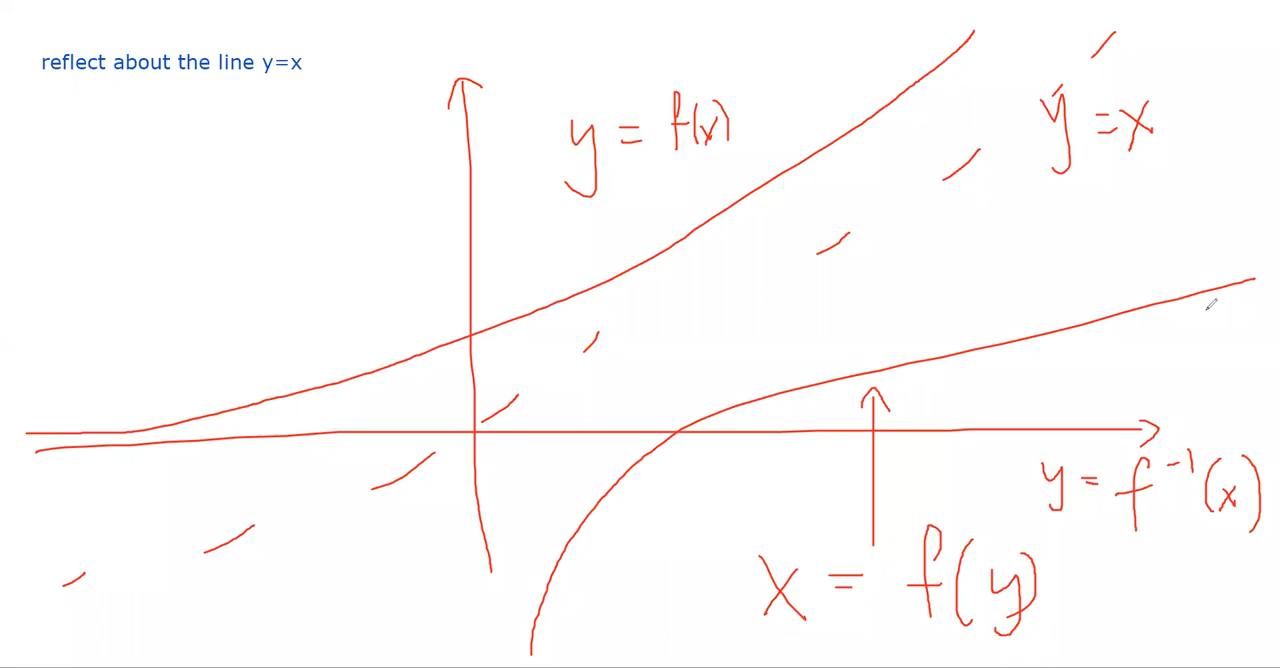 reflect about the line y=x
y = f(x)
y = x
y = f⁻¹(x)
x = f(y)